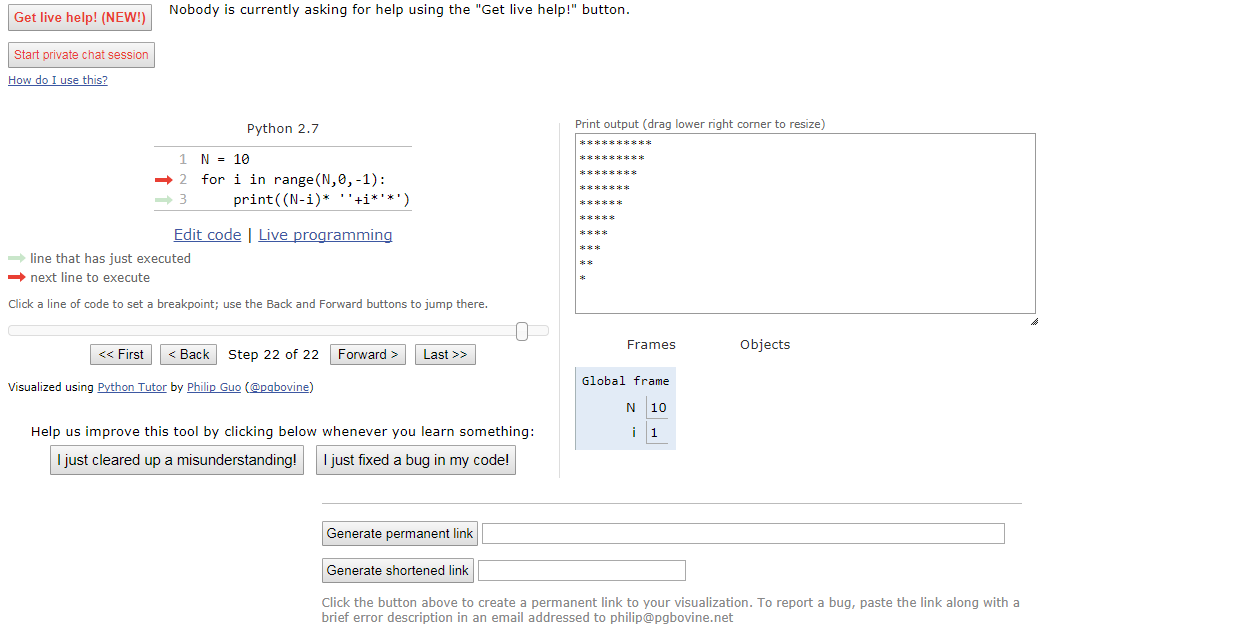 Get live help! (NEW!)
Nobody is currently asking for help using the "Get live help!" button.
Start private chat session
How do I use this?
Python 2.7
1 N = 10
2 for i in range(N,0,-1):
3     print((N-i)* ''+i*'*')
Edit code | Live programming
line that has just executed
next line to execute
Click a line of code to set a breakpoint; use the Back and Forward buttons to jump there.
<< First < Back Step 22 of 22 Forward > Last >>
Visualized using Python Tutor by Philip Guo (@pgbovine)
Help us improve this tool by clicking below whenever you learn something:
I just cleared up a misunderstanding! I just fixed a bug in my code!
Print output (drag lower right corner to resize)
**********
*********
********
*******
******
*****
****
***
**
*
Frames Objects
Global frame
N 10
i 1
Generate permanent link
Generate shortened link
Click the button above to create a permanent link to your visualization. To report a bug, paste the link along with a
brief error description in an email addressed to philip@pgbovine.net